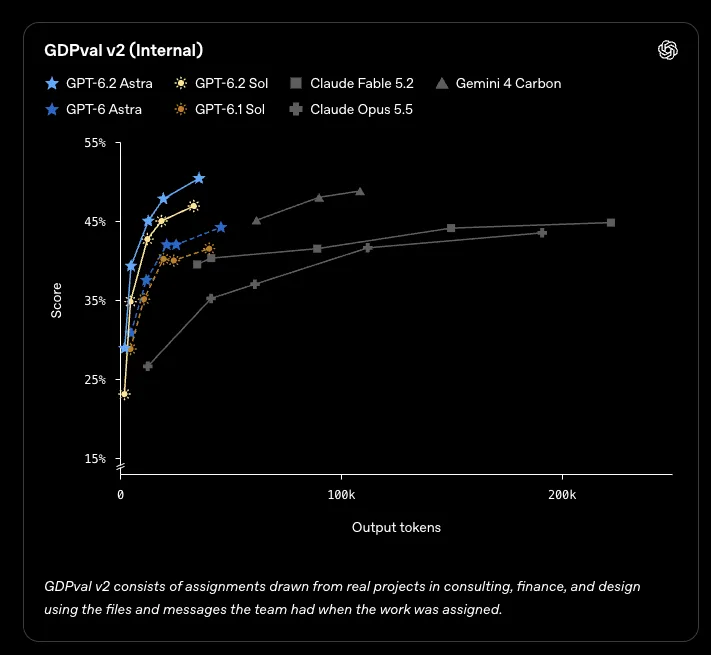 GDPval v2 (Internal)
GPT-6.2 Astra
GPT-6.2 Sol
Claude Fable 5.2
Gemini 4 Carbon
GPT-6 Astra
GPT-6.1 Sol
Claude Opus 5.5
55%
45%
35%
25%
15%
Score
0
100k
200k
Output tokens
GDPval v2 consists of assignments drawn from real projects in consulting, finance, and design
using the files and messages the team had when the work was assigned.